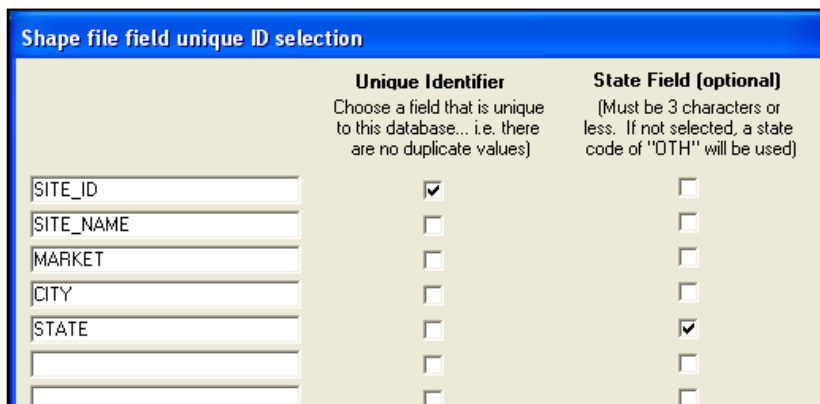 Shape file field unique ID selection
Unique Identifier
State Field (optional)
Choose a field that is unique
to this database... i.e. there
are no duplicate values)
(Must be 3 characters or
less. If not selected, a state
code of "OTH" will be used)
SITE_ID
SITE_NAME
MARKET
CITY
STATE